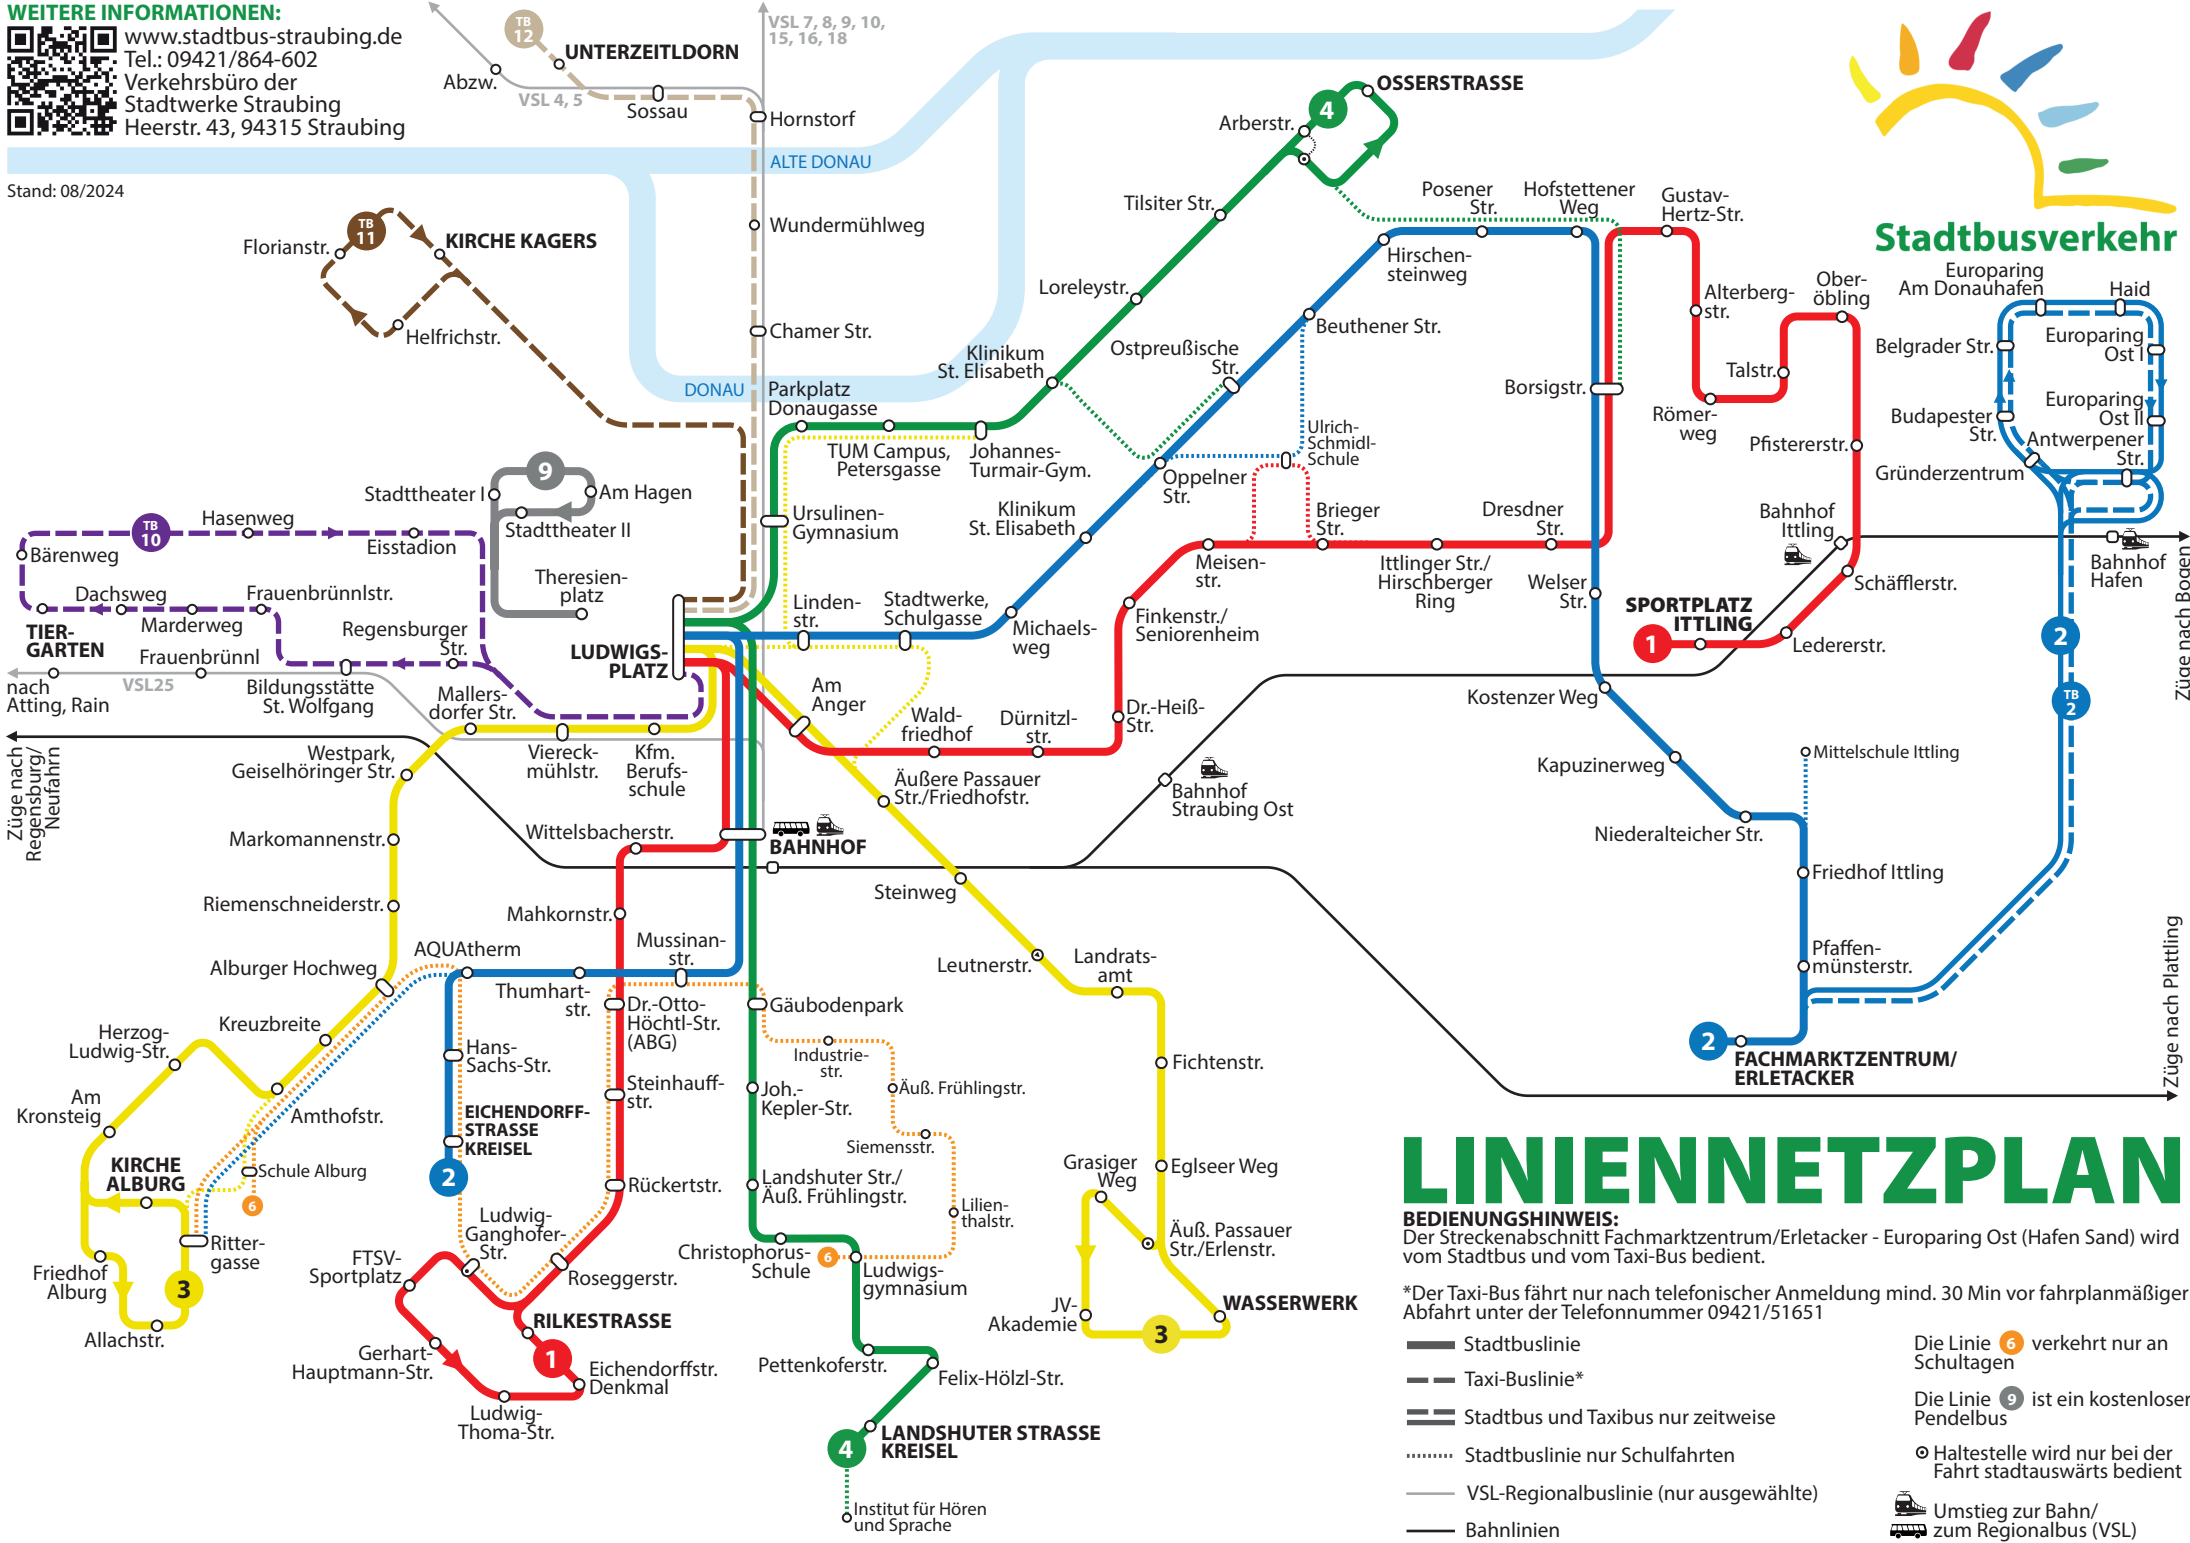 WEITERE INFORMATIONEN:
www.stadtbus-straubing.de
Tel.: 09421/864-602
Verkehrsbüro der
Stadtwerke Straubing
Heerstr. 43, 94315 Straubing
Stand: 08/2024
TB
12
UNTERZEITLDORN
Abzw.
VSL 4, 5
Sossau
VSL 7, 8, 9, 10,
15, 16, 18
Hornstorf
ALTE DONAU
Wundermühlweg
Chamer Str.
DONAU
Parkplatz
Donaugasse
TB
11
Florianstr.
KIRCHE KAGERS
Helfrichstr.
4
OSSERSTRASSE
Arberstr.
Tilsiter Str.
Loreleystr.
Klinikum
St. Elisabeth
TUM Campus,
Petersgasse
Johannes-
Turmair-Gym.
Ursulinen-
Gymnasium
Posener
Str.
Hofstettener
Weg
Gustav-
Hertz-Str.
Hirschen-
steinweg
Beuthener Str.
Ostpreußische
Str.
Oppelner
Str.
Ulrich-
Schmidl-
Schule
Klinikum
St. Elisabeth
Michaels-
weg
Stadtwerke,
Schulgasse
Linden-
str.
Alterberg-
str.
Ober-
öbling
Talstr.
Römer-
weg
Borsigstr.
Pfistererstr.
Bahnhof
Ittling
Schäfflerstr.
Ledererstr.
SPORTPLATZ
ITTLING
1
Dresdner
Str.
Brieger
Str.
Ittlinger Str./
Hirschberger
Ring
Meisen-
str.
Finkenstr./
Seniorenheim
Dr.-Heiß-
Str.
Dürnitzl-
str.
Wald-
friedhof
Am
Anger
Welser
Str.
Kostenzer Weg
Kapuzinerweg
Niederalteicher Str.
Mittelschule Ittling
Friedhof Ittling
Pfaffen-
münsterstr.
2
FACHMARKTZENTRUM/
ERLETACKER
Stadtbusverkehr
Europaring
Am Donauhafen
Haid
Belgrader Str.
Europaring
Ost I
Budapester
Str.
Europaring
Ost II
Antwerpener
Str.
Gründerzentrum
Bahnhof
Hafen
Züge nach Bogen
2
TB
2
Züge nach Plattling
9
Stadttheater I
Am Hagen
Stadttheater II
Theresien-
platz
TB
10
Hasenweg
Eisstadion
Bärenweg
Dachsweg
Marderweg
Frauenbrünnlstr.
TIER-
GARTEN
Regensburger
Str.
Frauenbrünnl
VSL25
nach
Atting, Rain
Bildungsstätte
St. Wolfgang
LUDWIGS-
PLATZ
Mallers-
dorfer Str.
Viereck-
mühlstr.
Kfm.
Berufs-
schule
Westpark,
Geiselhöringer Str.
Züge nach
Regensburg/
Neufahrn
Markomannenstr.
Riemenschneiderstr.
Alburger Hochweg
Kreuzbreite
Herzog-
Ludwig-Str.
Am
Kronsteig
Amthofstr.
Schule Alburg
6
KIRCHE
ALBURG
Ritter-
gasse
Friedhof
Alburg
3
Allachstr.
Wittelsbacherstr.
BAHNHOF
Bahnhof
Straubing Ost
Mahkornstr.
AQUAtherm
Mussinan-
str.
Thumhart-
str.
Dr.-Otto-
Höchtl-Str.
(ABG)
Hans-
Sachs-Str.
Steinhauff-
str.
EICHENDORFF-
STRASSE
KREISEL
2
Rückertstr.
Ludwig-
Ganghofer-
Str.
FTSV-
Sportplatz
Roseggerstr.
RILKESTRASSE
1
Gerhart-
Hauptmann-Str.
Eichendorffstr.
Denkmal
Ludwig-
Thoma-Str.
Gäubodenpark
Industrie-
str.
Joh.-
Kepler-Str.
Äuß. Frühlingstr.
Siemensstr.
Landshuter Str./
Äuß. Frühlingstr.
Lilien-
thalstr.
Christophorus-
Schule
6
Ludwigs-
gymnasium
Pettenkoferstr.
Felix-Hölzl-Str.
LANDSHUTER STRASSE
KREISEL
4
Institut für Hören
und Sprache
Äußere Passauer
Str./Friedhofstr.
Steinweg
Leutnerstr.
Landrats-
amt
Fichtenstr.
Eglseer Weg
Grasiger
Weg
Äuß. Passauer
Str./Erlenstr.
JV-
Akademie
WASSERWERK
3
LINIENNETZPLAN
BEDIENUNGSHINWEIS:
Der Streckenabschnitt Fachmarktzentrum/Erletacker - Europaring Ost (Hafen Sand) wird
vom Stadtbus und vom Taxi-Bus bedient.
*Der Taxi-Bus fährt nur nach telefonischer Anmeldung mind. 30 Min vor fahrplanmäßiger
Abfahrt unter der Telefonnummer 09421/51651
Stadtbuslinie
Taxi-Buslinie*
Stadtbus und Taxibus nur zeitweise
Stadtbuslinie nur Schulfahrten
VSL-Regionalbuslinie (nur ausgewählte)
Bahnlinien
Die Linie 6 verkehrt nur an
Schultagen
Die Linie 9 ist ein kostenloser
Pendelbus
Haltestelle wird nur bei der
Fahrt stadtauswärts bedient
Umstieg zur Bahn/
zum Regionalbus (VSL)